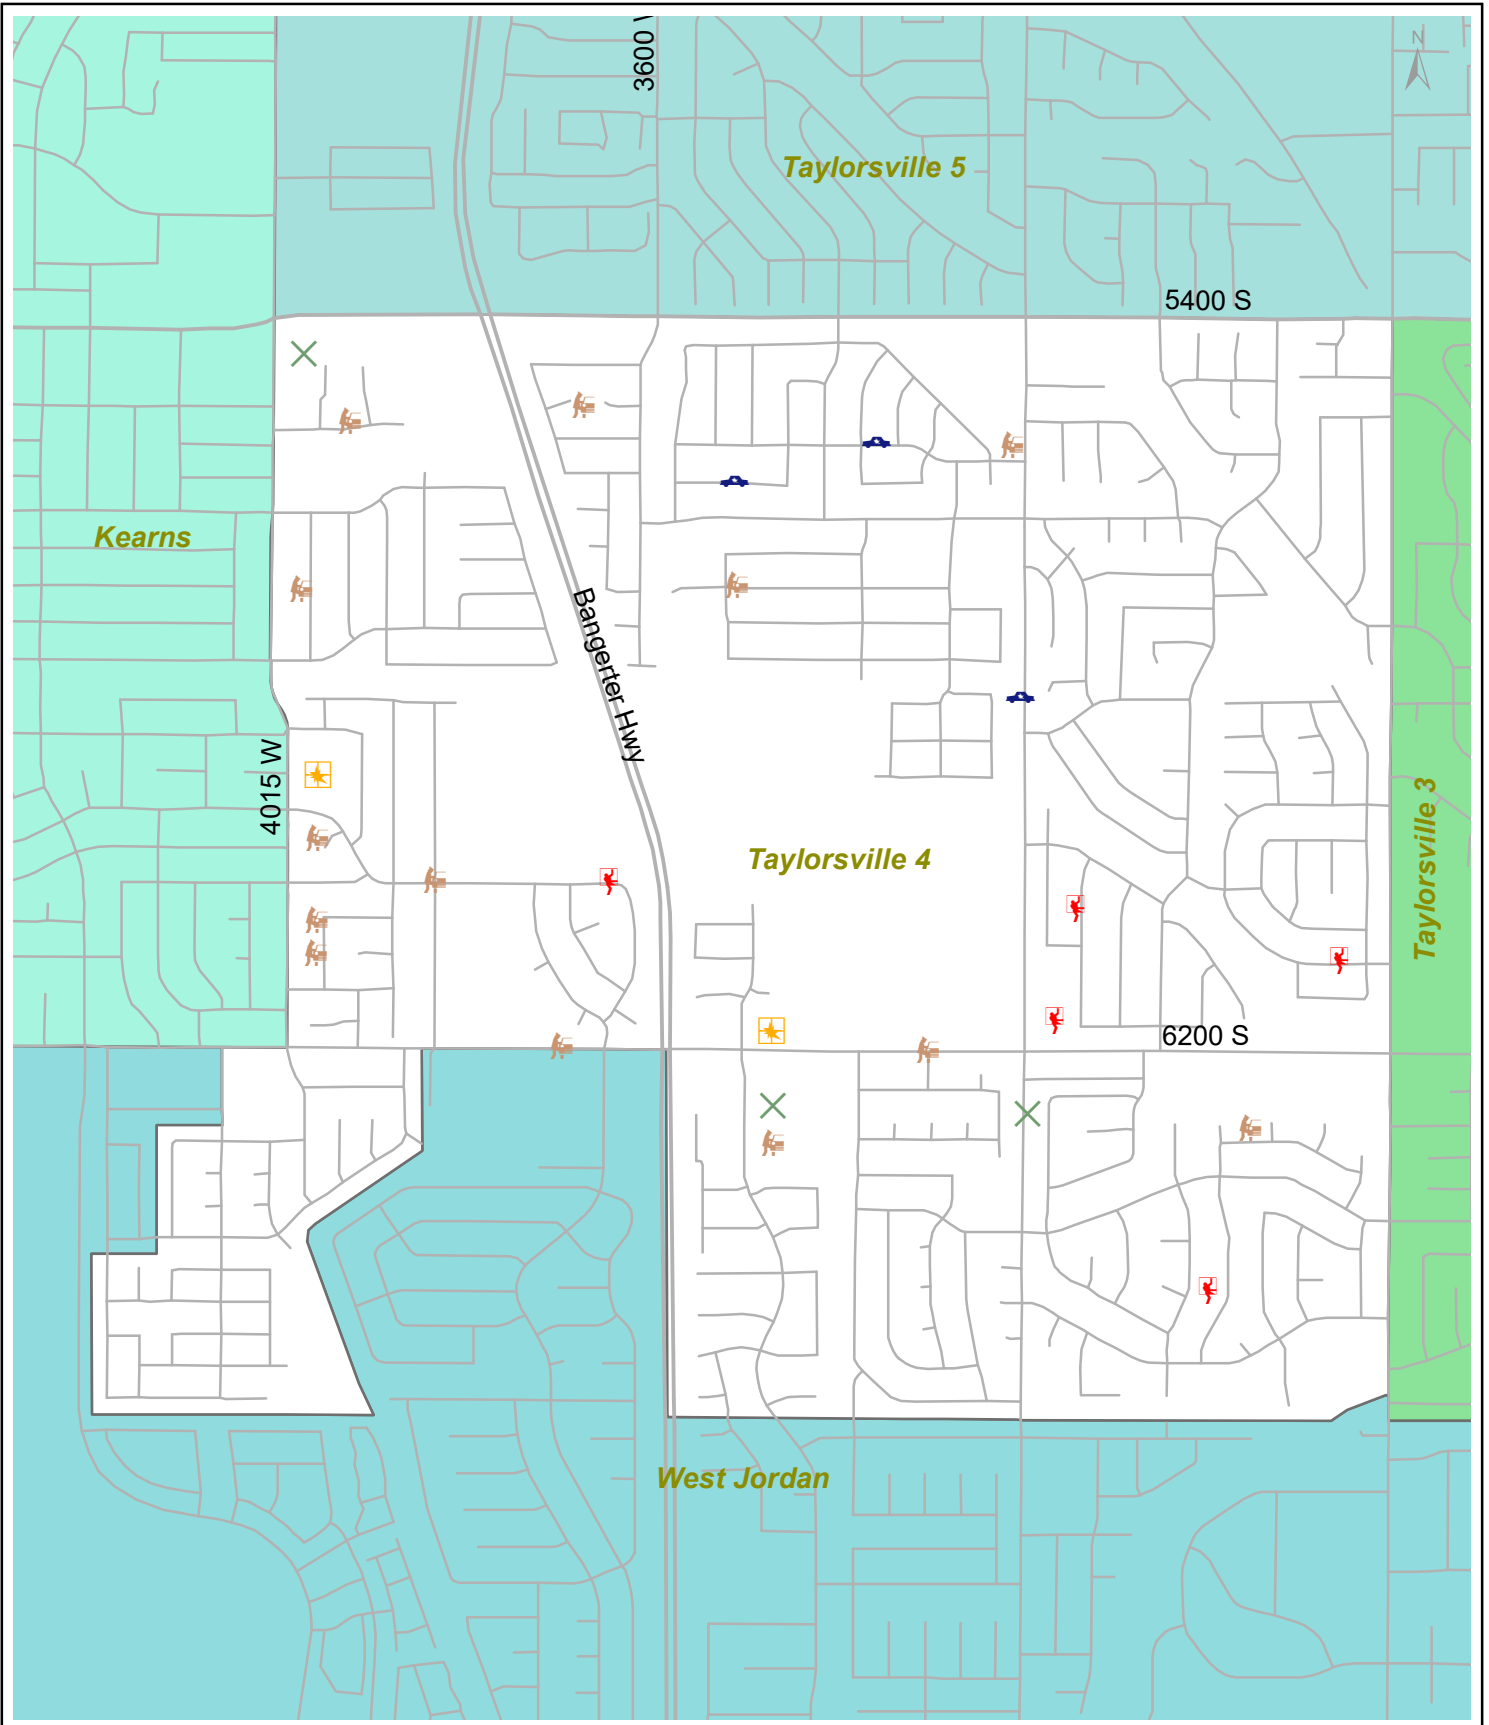 3600 W
N
Taylorsville 5
5400 S
Kearns
Bangerter Hwy
4015 W
Taylorsville 4
Taylorsville 3
6200 S
West Jordan